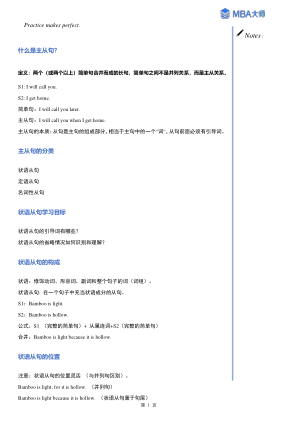 MBA大师
Practice makes perfect.
Notes :
什么是主从句？
定义：两个（或两个以上）简单句合并而成的长句，简单句之间不是并列关系，而是主从关系。
S1: I will call you.
S2: I get home.
简单句：I will call you later.
主从句：I will call you when I get home.
主从句的本质：从句是主句的组成部分，相当于主句中的一个“词”，从句前面必须有引导词。
主从句的分类
状语从句
定语从句
名词性从句
状语从句学习目标
状语从句的引导词有哪些？
状语从句的省略情况如何识别和理解？
状语从句的构成
状语：修饰动词、形容词、副词和整个句子的词（词组）。
状语从句: 在一个句子中充当状语成分的从句。
S1：Bamboo is light.
S2：Bamboo is hollow.
公式：S1 （完整的简单句）+ 从属连词+S2（完整简单句）
合并：Bamboo is light because it is hollow.
状语从句的位置
注意：状语从句的位置灵活 （与并列句区别）。
Bamboo is light, for it is hollow. （并列句）
Bamboo is light because it is hollow. （状语从句置于句尾）
第 1 页